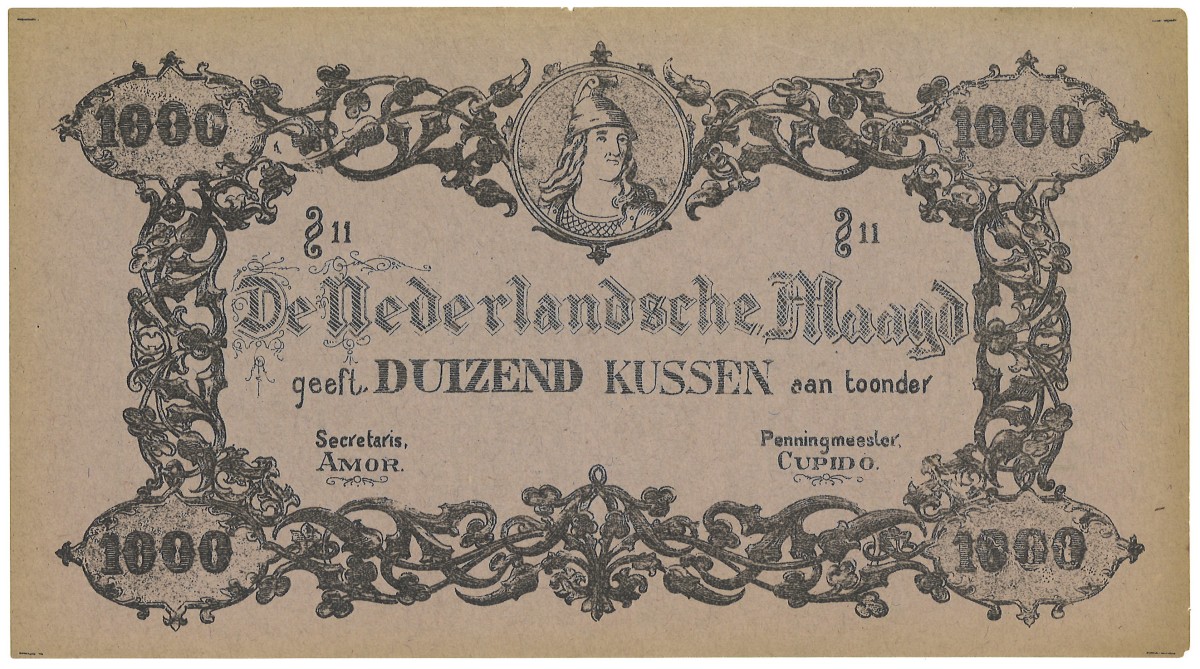 1000 1000
§ 11 § 11
De Nederlandsche Maagd
geeft DUIZEND KUSSEN aan toonder
Secretaris, Penningmeester,
AMOR. CUPIDO.
1000 1000